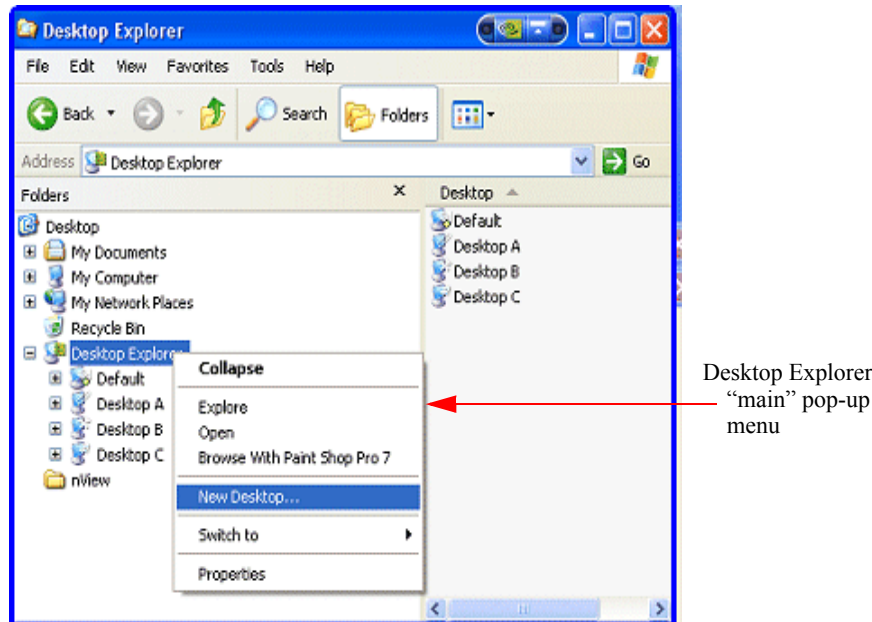 Desktop Explorer
File Edit View Favorites Tools Help
Back Search Folders
Address Desktop Explorer Go
Folders x Desktop
Desktop
My Documents
My Computer
My Network Places
Recycle Bin
Desktop Explorer
Default
Desktop A
Desktop B
Desktop C
nView
Default
Desktop A
Desktop B
Desktop C
Collapse
Explore
Open
Browse With Paint Shop Pro 7
New Desktop...
Switch to
Properties
Desktop Explorer
“main” pop-up
menu